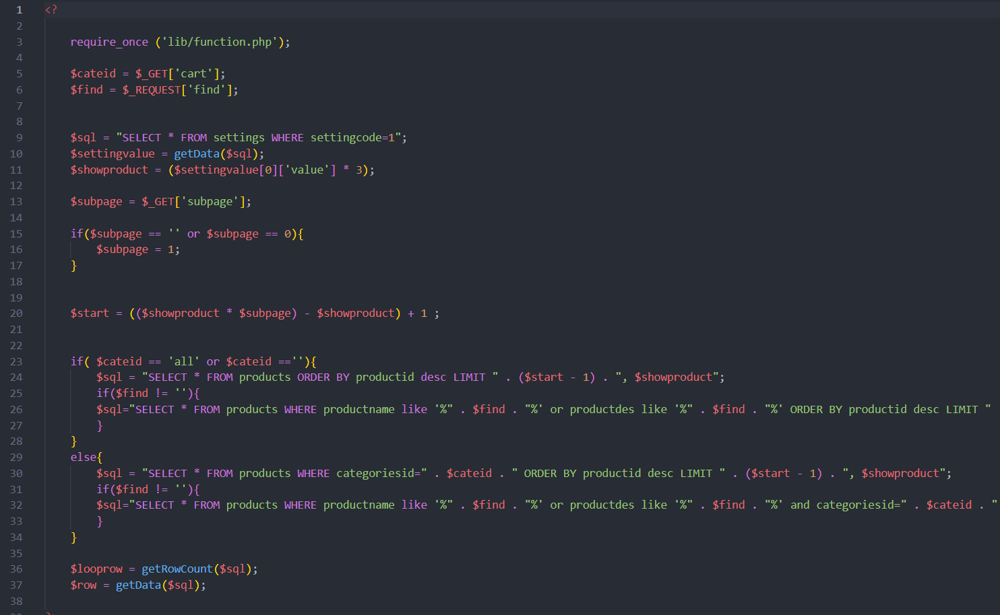 1 <?
2
3 require_once ('lib/function.php');
4
5 $cateid = $_GET['cart'];
6 $find = $_REQUEST['find'];
7
8
9 $sql = "SELECT * FROM settings WHERE settingcode=1";
10 $settingvalue = getData($sql);
11 $showproduct = ($settingvalue[0]['value'] * 3);
12
13 $subpage = $_GET['subpage'];
14
15 if($subpage == '' or $subpage == 0){
16 $subpage = 1;
17 }
18
19
20 $start = (($showproduct * $subpage) - $showproduct) + 1 ;
21
22
23 if( $cateid == 'all' or $cateid ==''){
24 $sql = "SELECT * FROM products ORDER BY productid desc LIMIT " . ($start - 1) . ", $showproduct";
25 if($find != ''){
26 $sql="SELECT * FROM products WHERE productname like '%" . $find . "%' or productdes like '%" . $find . "%' ORDER BY productid desc LIMIT "
27 }
28 }
29 else{
30 $sql = "SELECT * FROM products WHERE categoriesid=" . $cateid . " ORDER BY productid desc LIMIT " . ($start - 1) . ", $showproduct";
31 if($find != ''){
32 $sql="SELECT * FROM products WHERE productname like '%" . $find . "%' or productdes like '%" . $find . "%' and categoriesid=" . $cateid . "
33 }
34 }
35
36 $looprow = getRowCount($sql);
37 $row = getData($sql);
38